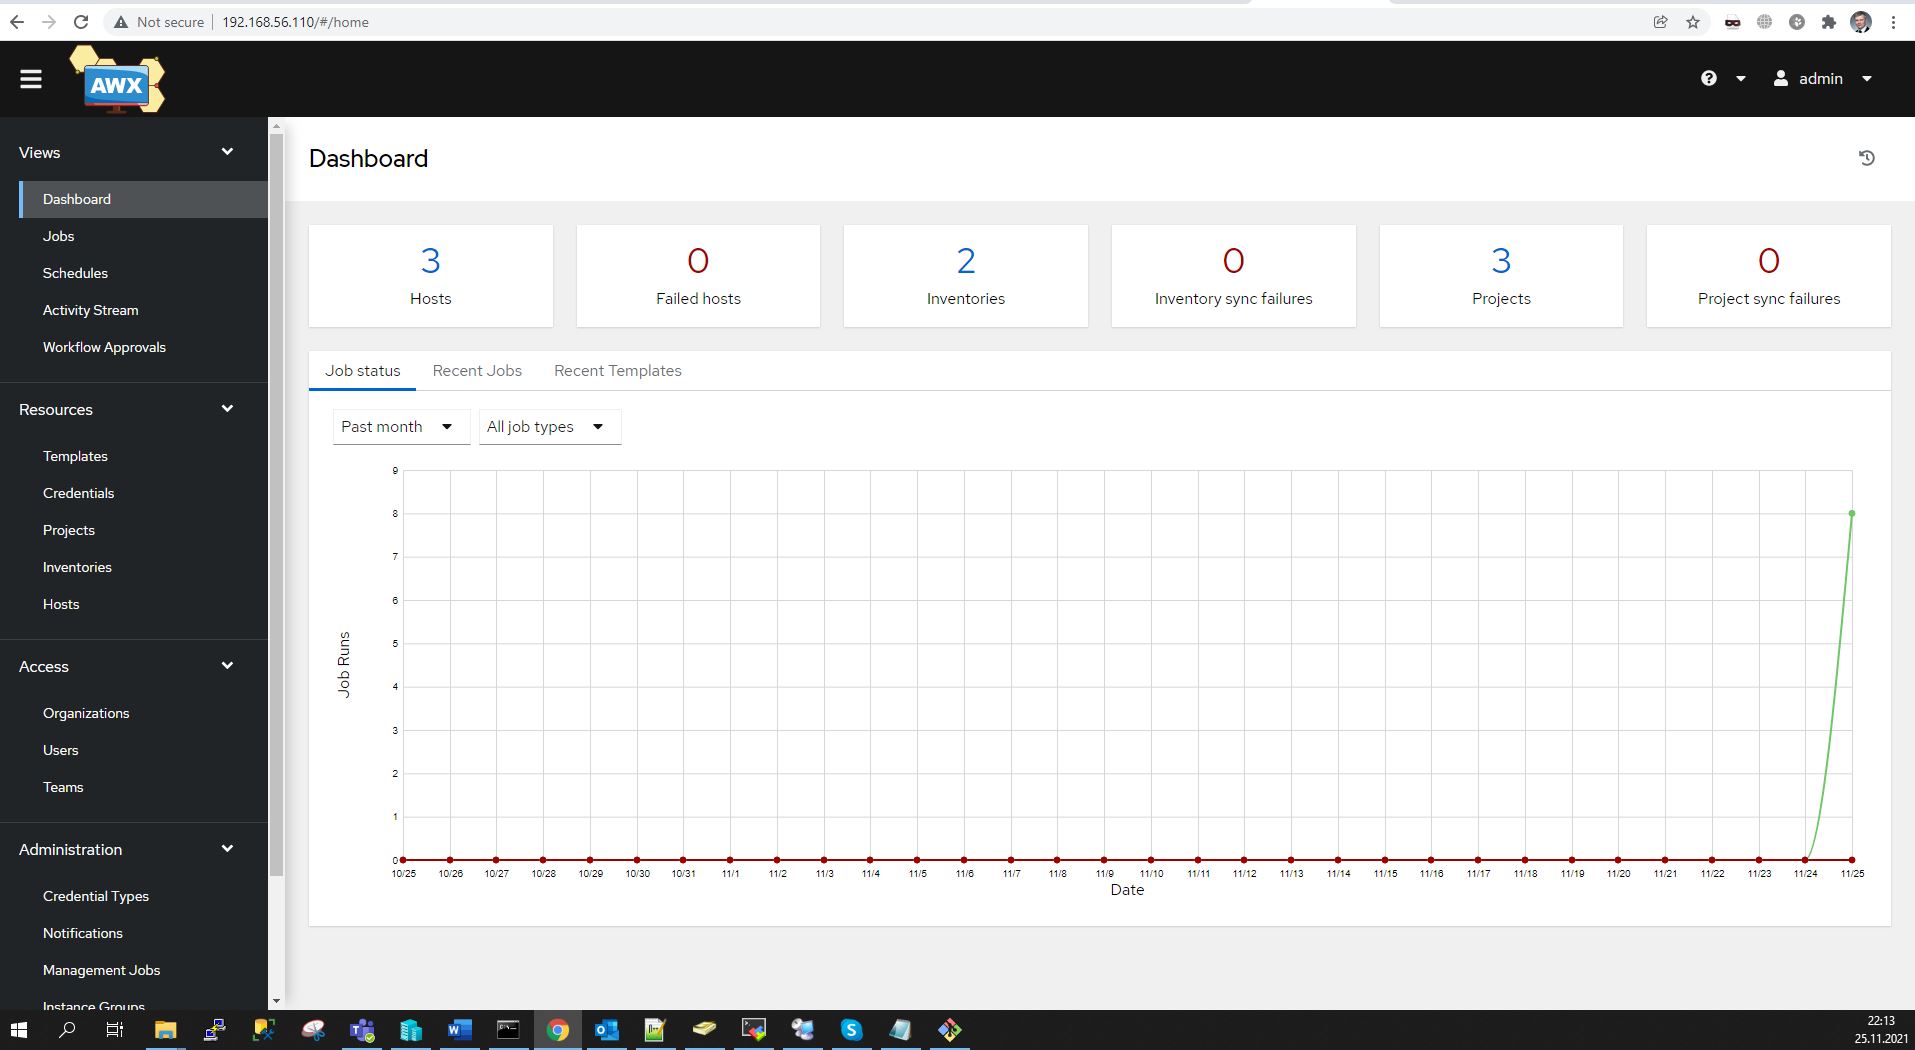 Not secure
192.168.56.110/#/home
AWX
admin
Views
Dashboard
Jobs
Schedules
Activity Stream
Workflow Approvals
Resources
Templates
Credentials
Projects
Inventories
Hosts
Access
Organizations
Users
Teams
Administration
Credential Types
Notifications
Management Jobs
Instance Groups
Dashboard
3
Hosts
0
Failed hosts
2
Inventories
0
Inventory sync failures
3
Projects
0
Project sync failures
Job status Recent Jobs Recent Templates
Past month All job types
9
8
7
6
5
4
3
2
1
0
Job Runs
10/25 10/26 10/27 10/28 10/29 10/30 10/31 11/1 11/2 11/3 11/4 11/5 11/6 11/7 11/8 11/9 11/10 11/11 11/12 11/13 11/14 11/15 11/16 11/17 11/18 11/19 11/20 11/21 11/22 11/23 11/24 11/25
Date
22:13
25.11.2021